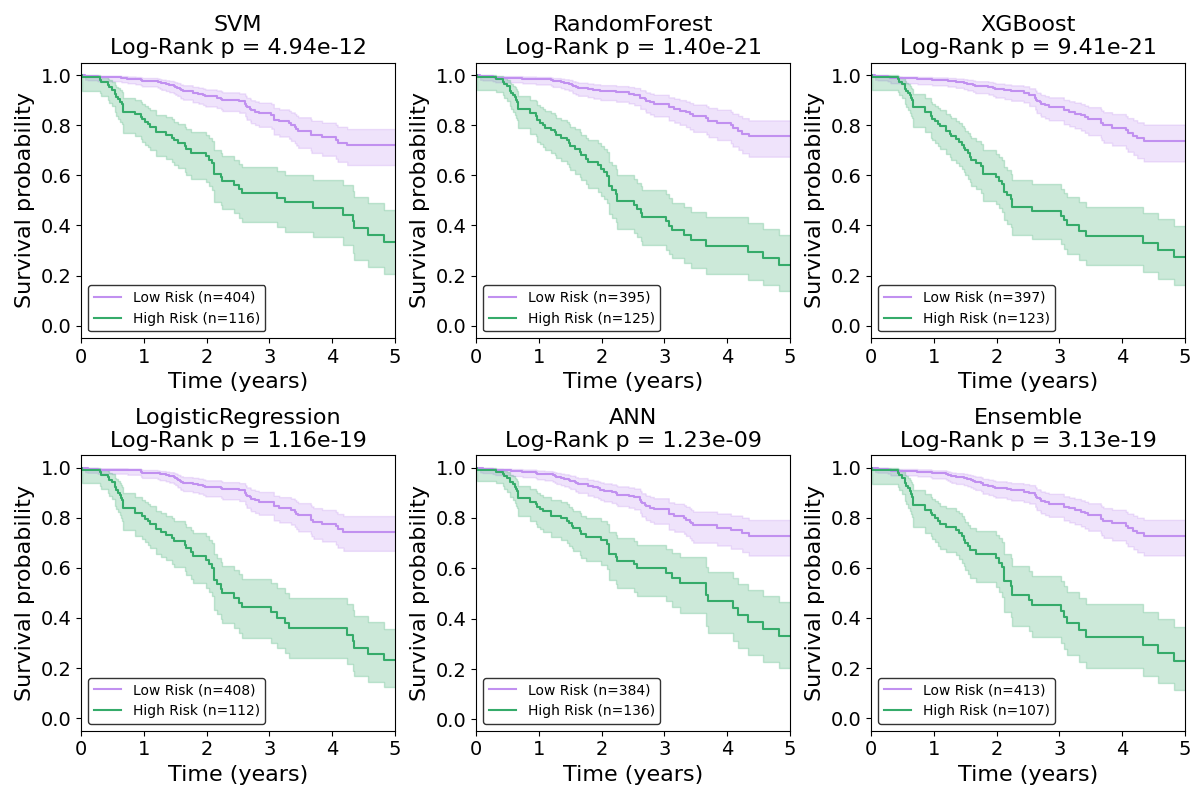 SVM
Log-Rank p = 4.94e-12
Survival probability
1.0
0.8
0.6
0.4
0.2
0.0
Low Risk (n=404)
High Risk (n=116)
0 1 2 3 4 5
Time (years)
RandomForest
Log-Rank p = 1.40e-21
Survival probability
1.0
0.8
0.6
0.4
0.2
0.0
Low Risk (n=395)
High Risk (n=125)
0 1 2 3 4 5
Time (years)
XGBoost
Log-Rank p = 9.41e-21
Survival probability
1.0
0.8
0.6
0.4
0.2
0.0
Low Risk (n=397)
High Risk (n=123)
0 1 2 3 4 5
Time (years)
LogisticRegression
Log-Rank p = 1.16e-19
Survival probability
1.0
0.8
0.6
0.4
0.2
0.0
Low Risk (n=408)
High Risk (n=112)
0 1 2 3 4 5
Time (years)
ANN
Log-Rank p = 1.23e-09
Survival probability
1.0
0.8
0.6
0.4
0.2
0.0
Low Risk (n=384)
High Risk (n=136)
0 1 2 3 4 5
Time (years)
Ensemble
Log-Rank p = 3.13e-19
Survival probability
1.0
0.8
0.6
0.4
0.2
0.0
Low Risk (n=413)
High Risk (n=107)
0 1 2 3 4 5
Time (years)